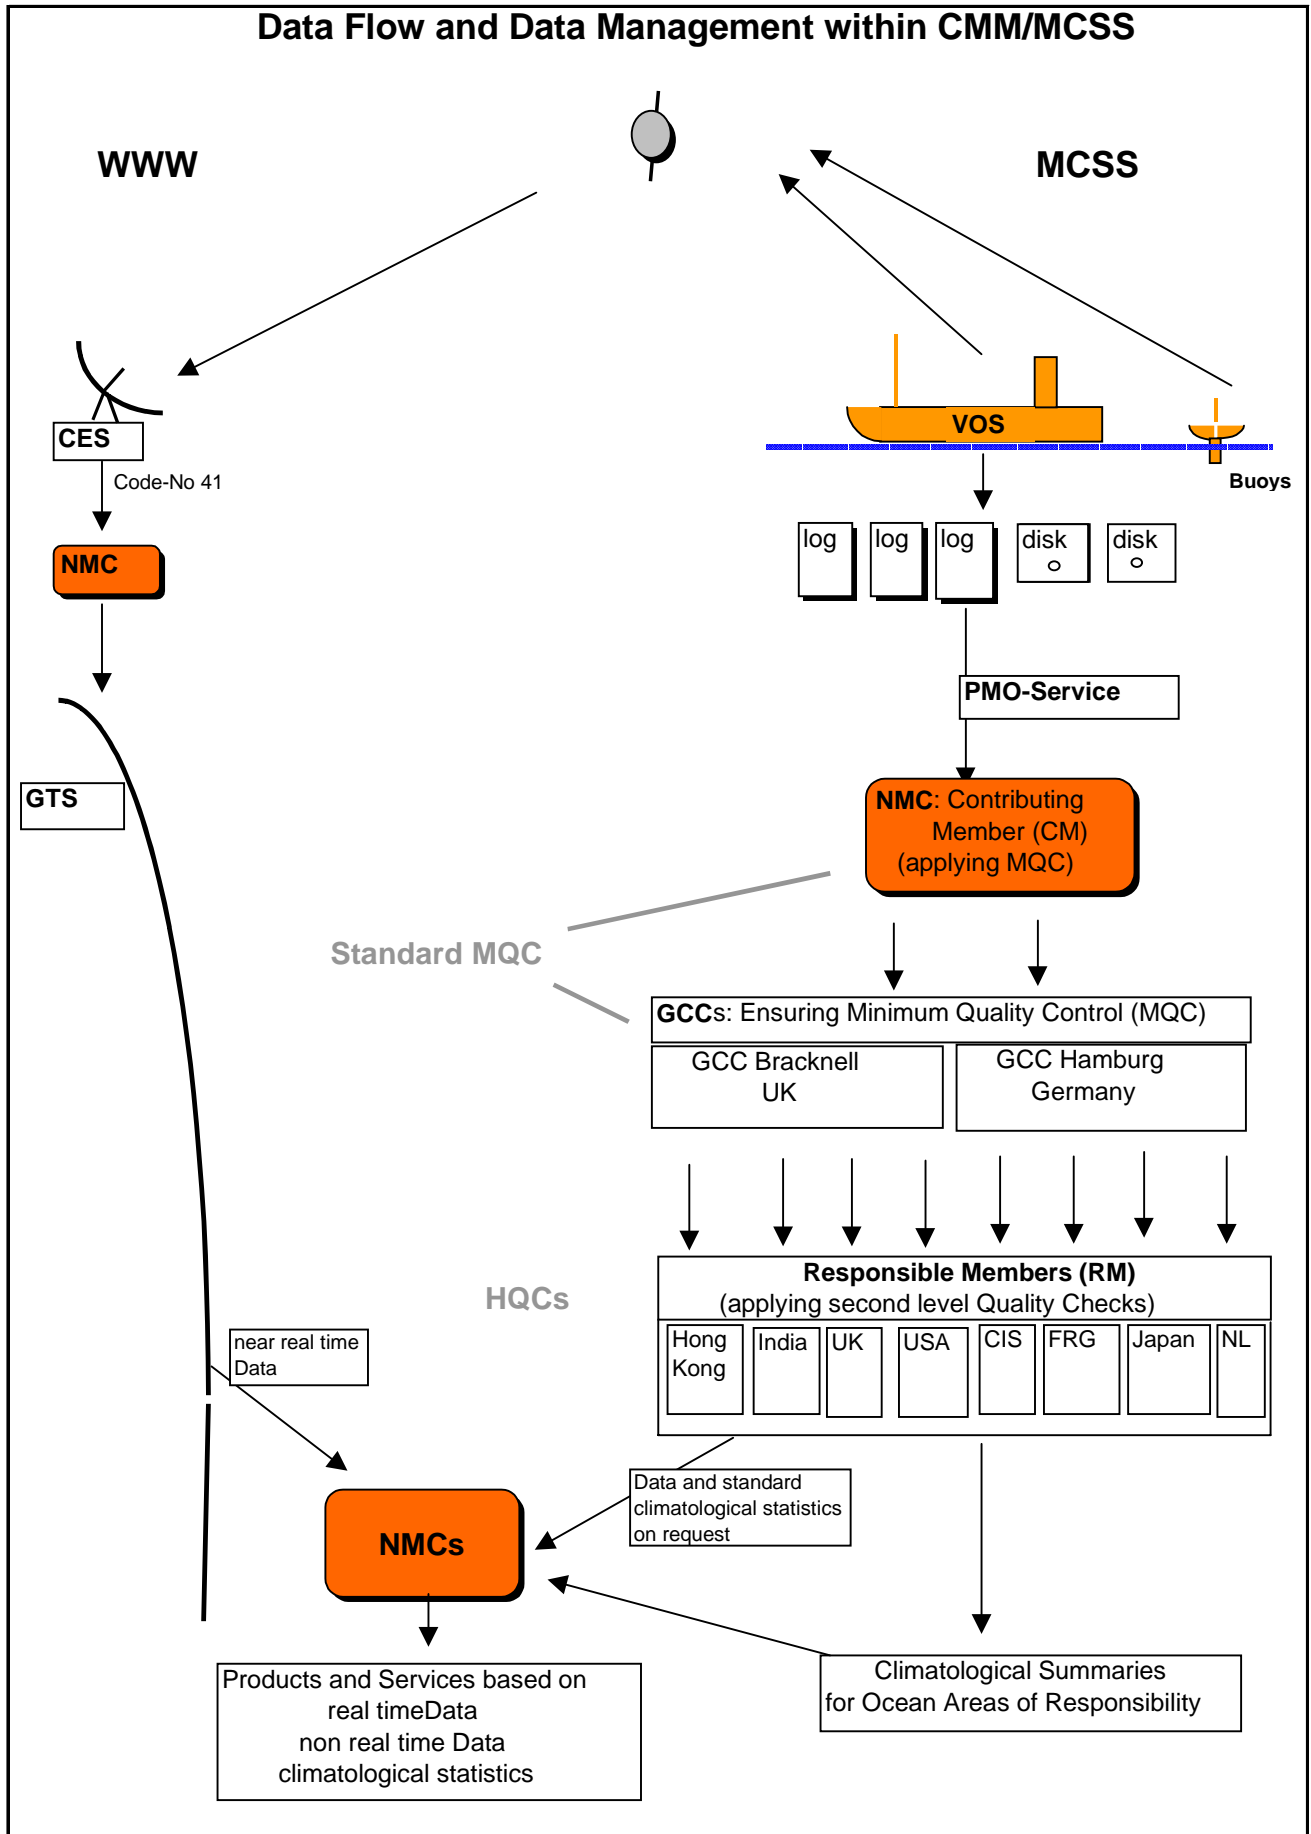 Data Flow and Data Management within CMM/MCSS
WWW
MCSS
CES
Code-No 41
NMC
GTS
VOS
Buoys
log
log
log
disk
disk
PMO-Service
NMC: Contributing
Member (CM)
(applying MQC)
Standard MQC
GCCs: Ensuring Minimum Quality Control (MQC)
GCC Bracknell
UK
GCC Hamburg
Germany
HQCs
Responsible Members (RM)
(applying second level Quality Checks)
Hong
Kong
India
UK
USA
CIS
FRG
Japan
NL
near real time
Data
Data and standard
climatological statistics
on request
NMCs
Products and Services based on
real timeData
non real time Data
climatological statistics
Climatological Summaries
for Ocean Areas of Responsibility